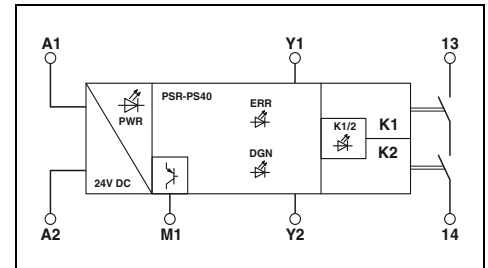 A1
Y1
13
PSR-PS40
PWR
ERR
K1/2
K1
DGN
K2
24V DC
A2
M1
Y2
14